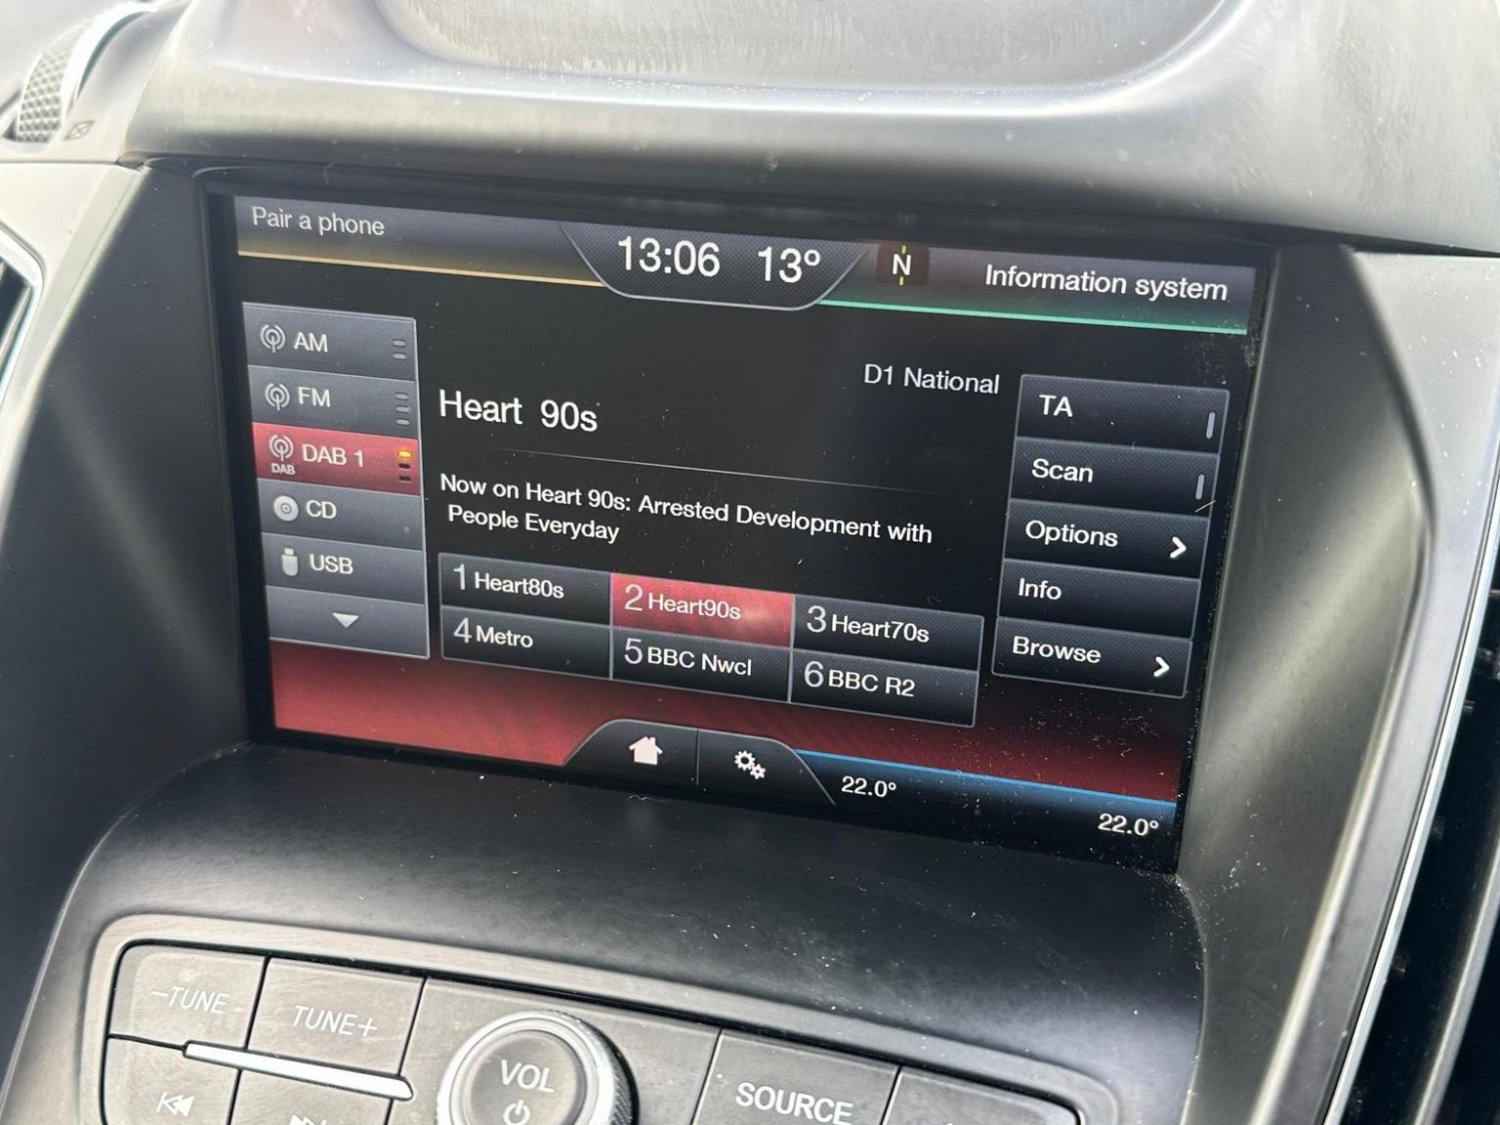 Pair a phone
13:06 13°
N
Information system
AM
FM
DAB 1
DAB
CD
USB
D1 National
Heart 90s
Now on Heart 90s: Arrested Development with
People Everyday
1 Heart80s
2 Heart90s
3 Heart70s
4 Metro
5 BBC Nwcl
6 BBC R2
TA
Scan
Options
Info
Browse
22.0°
22.0°
−TUNE
TUNE+
VOL
SOURCE